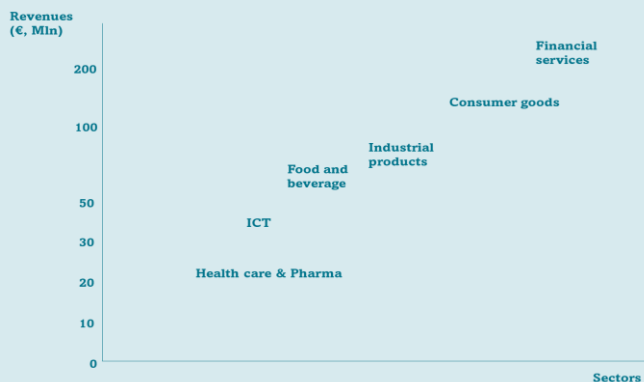 Revenues
(€, Mln)
Financial
services
200
Consumer goods
100
Industrial
products
Food and
beverage
50
ICT
30
Health care & Pharma
20
10
0
Sectors